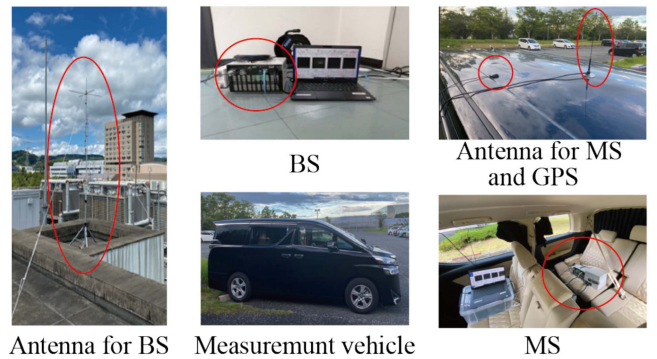 BS
Antenna for MS
and GPS
Antenna for BS
Measuremunt vehicle
MS